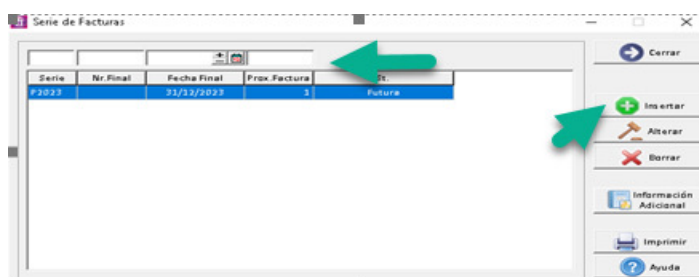 Serie de Facturas
Cerrar
Serie Nr.Final Fecha Final Prox.Factura
P2023 31/12/2023 1 Futura
Insertar
Alterar
Borrar
Información
Adicional
Imprimir
Ayuda